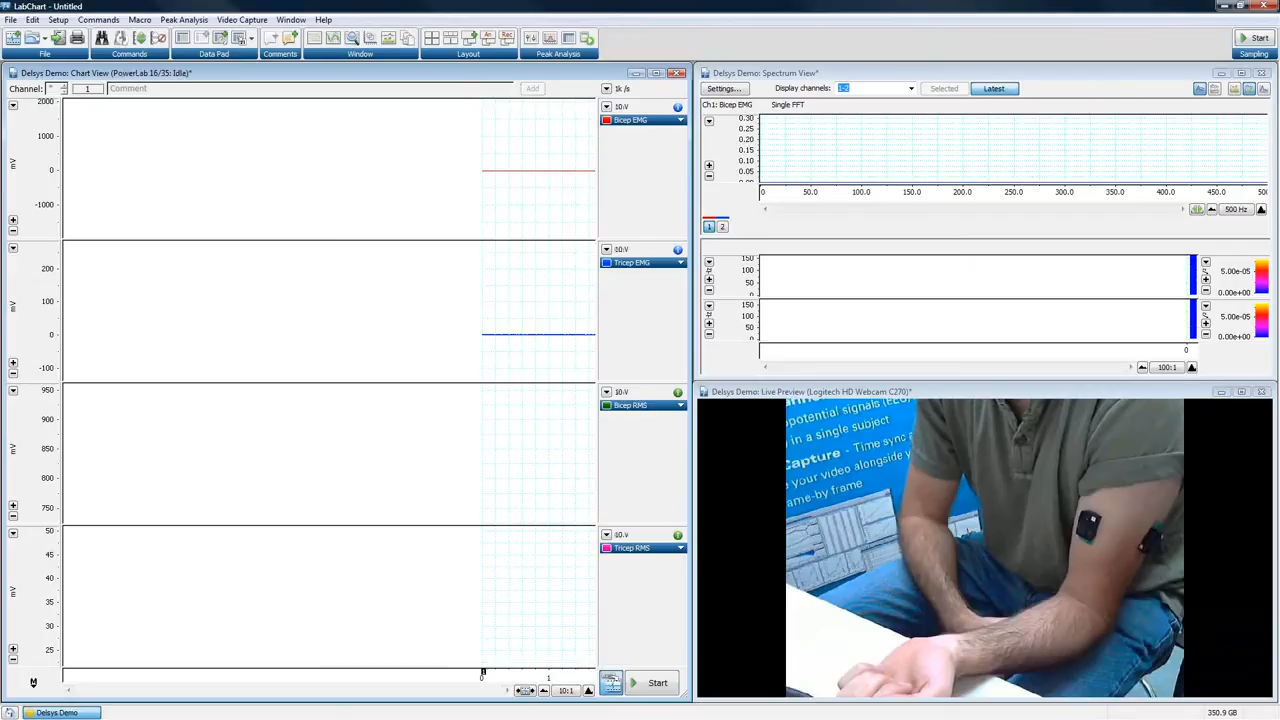 LabChart - Untitled
File Edit Setup Commands Macro Peak Analysis Video Capture Window Help
File Commands Data Pad Comments Window Layout Peak Analysis
Start
Sampling
Delsys Demo: Chart View (PowerLab 16/35: Idle)*
Channel: * 1 Comment Add 1k /s
2000
1000
0
-1000
mV
10 V
Bicep EMG
200
100
0
-100
mV
10 V
Tricep EMG
950
900
850
800
750
mV
10 V
Bicep RMS
50
45
40
35
30
25
mV
10 V
Tricep RMS
M
0 1
10:1
Start
Delsys Demo: Spectrum View*
Settings... Display channels: 1-2 Selected Latest
Ch1: Bicep EMG Single FFT
0.30
0.25
0.20
0.15
0.10
0.05
0 50.0 100.0 150.0 200.0 250.0 300.0 350.0 400.0 450.0 500
500 Hz
1 2
150
100
50
0
5.00e-05
0.00e+00
150
100
50
0
5.00e-05
0.00e+00
0
100:1
Delsys Demo: Live Preview (Logitech HD Webcam C270)*
opotential signals (ECG
in a single subject
Capture - Time sync
your video alongside
e-by frame
Delsys Demo
350.9 GB